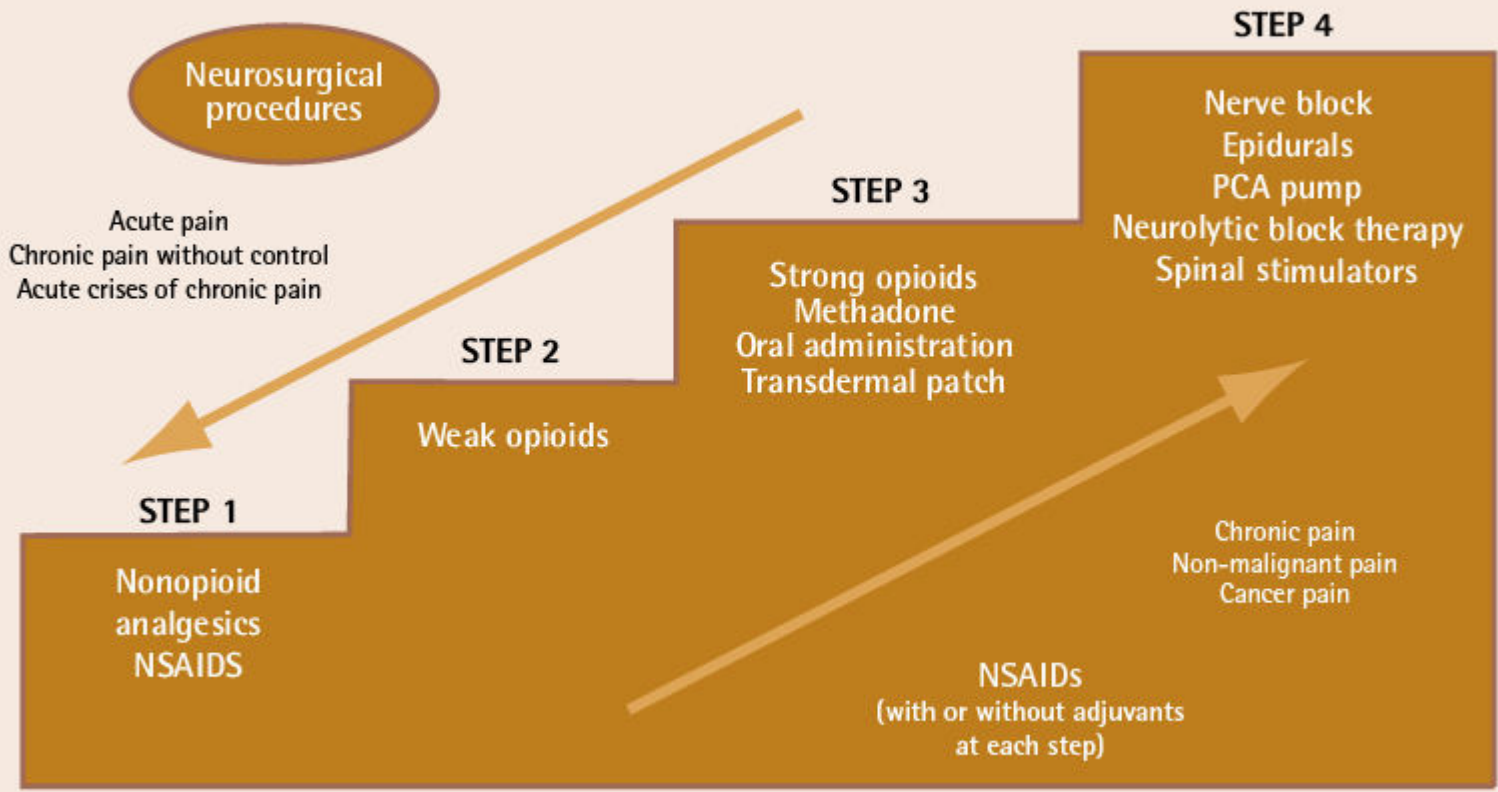 STEP 4
Neurosurgical
procedures
Nerve block
Epidurals
PCA pump
Neurolytic block therapy
Spinal stimulators
STEP 3
Acute pain
Chronic pain without control
Acute crises of chronic pain
Strong opioids
Methadone
Oral administration
Transdermal patch
STEP 2
Weak opioids
STEP 1
Nonopioid
analgesics
NSAIDS
Chronic pain
Non-malignant pain
Cancer pain
NSAIDs
(with or without adjuvants
at each step)